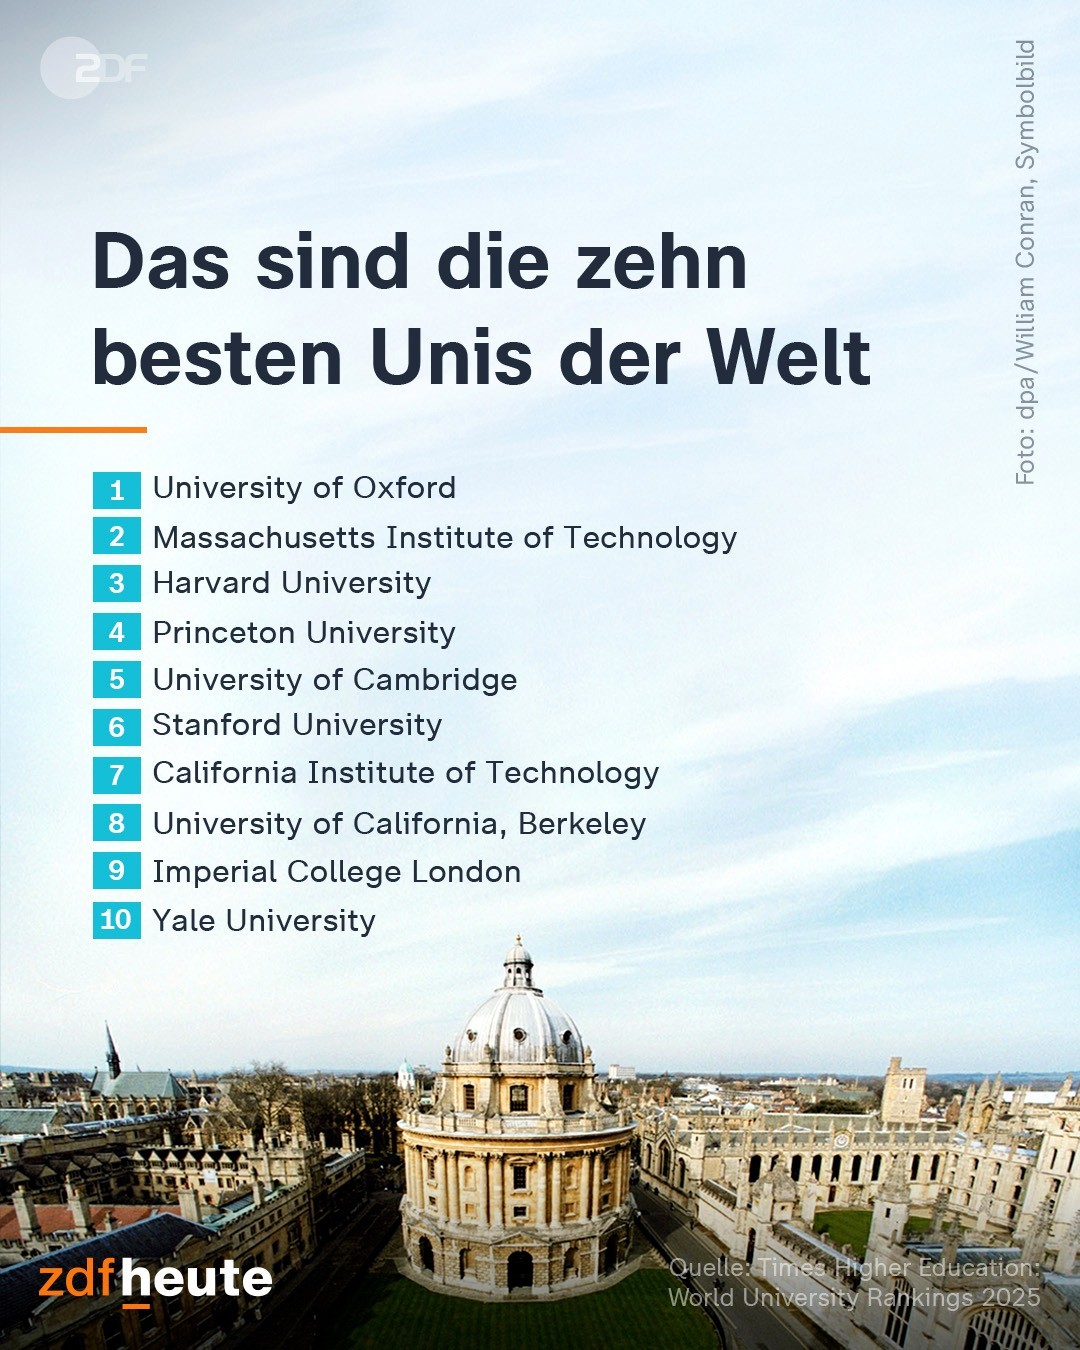 ZDF
Foto: dpa/William Conran, Symbolbild
Das sind die zehn
besten Unis der Welt
1 University of Oxford
2 Massachusetts Institute of Technology
3 Harvard University
4 Princeton University
5 University of Cambridge
6 Stanford University
7 California Institute of Technology
8 University of California, Berkeley
9 Imperial College London
10 Yale University
zdfheute
Quelle: Times Higher Education:
World University Rankings 2025